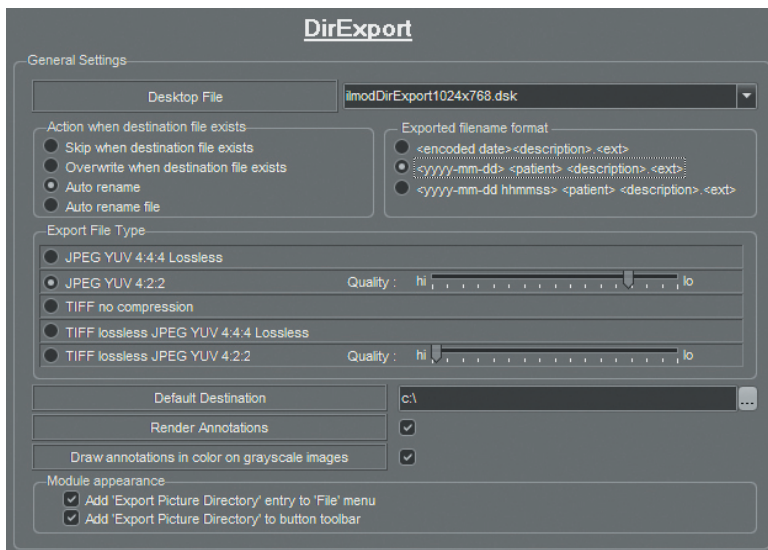 DirExport
General Settings
Desktop File
ilmodDirExport1024x768.dsk
Action when destination file exists
Skip when destination file exists
Overwrite when destination file exists
Auto rename
Auto rename file
Exported filename format
<encoded date><description>.<ext>
<yyyy-mm-dd> <patient> <description>.<ext>
<yyyy-mm-dd hhmmss> <patient> <description>.<ext>
Export File Type
JPEG YUV 4:4:4 Lossless
JPEG YUV 4:2:2 Quality : hi lo
TIFF no compression
TIFF lossless JPEG YUV 4:4:4 Lossless
TIFF lossless JPEG YUV 4:2:2 Quality : hi lo
Default Destination c:\ ...
Render Annotations
Draw annotations in color on grayscale images
Module appearance
Add 'Export Picture Directory' entry to 'File' menu
Add 'Export Picture Directory' to button toolbar